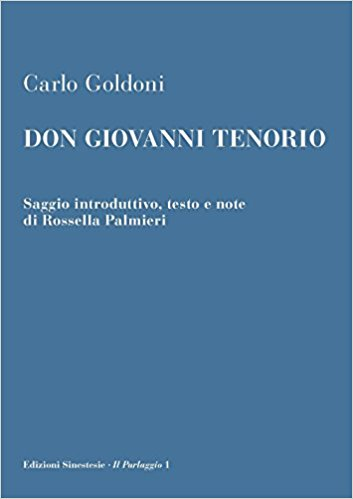 Carlo Goldoni
DON GIOVANNI TENORIO
Saggio introduttivo, testo e note
di Rossella Palmieri
Edizioni Sinestesie · Il Parlaggio 1